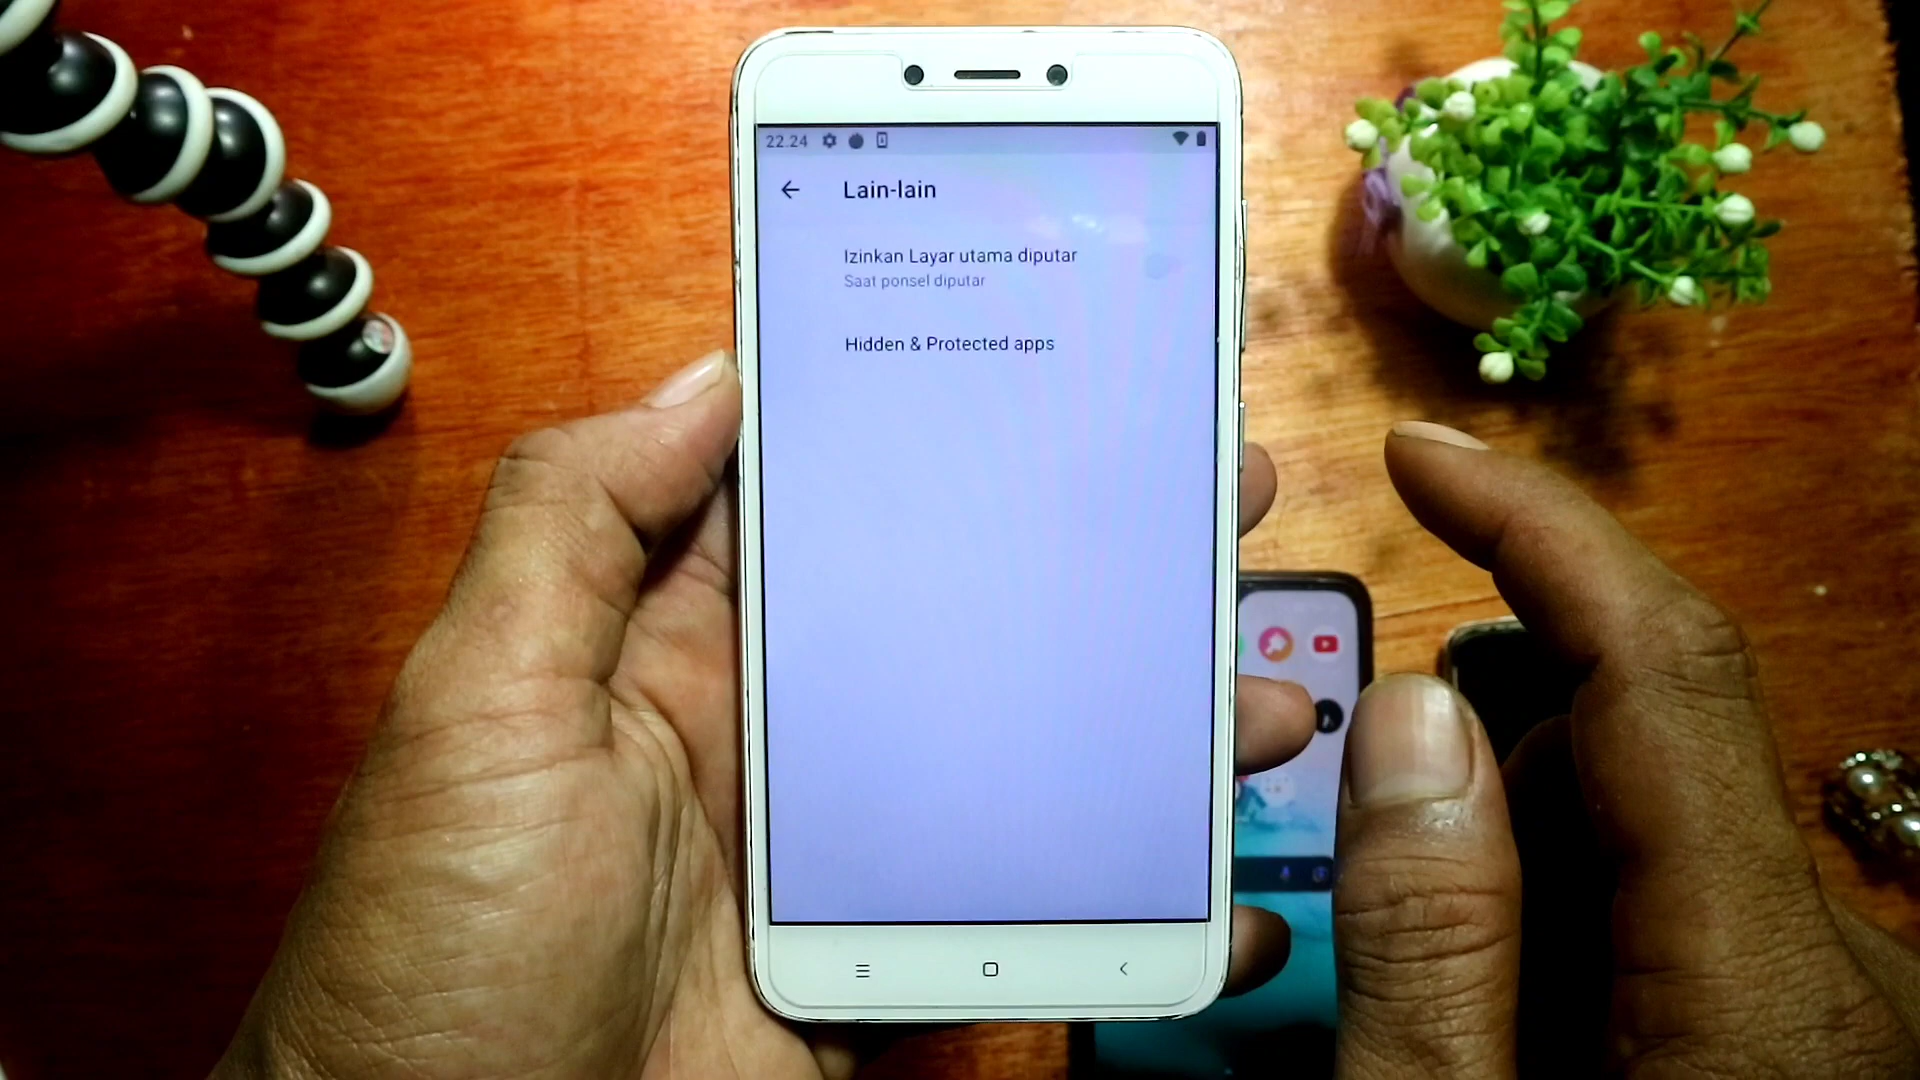 22.24
Lain-lain
Izinkan Layar utama diputar
Saat ponsel diputar
Hidden & Protected apps